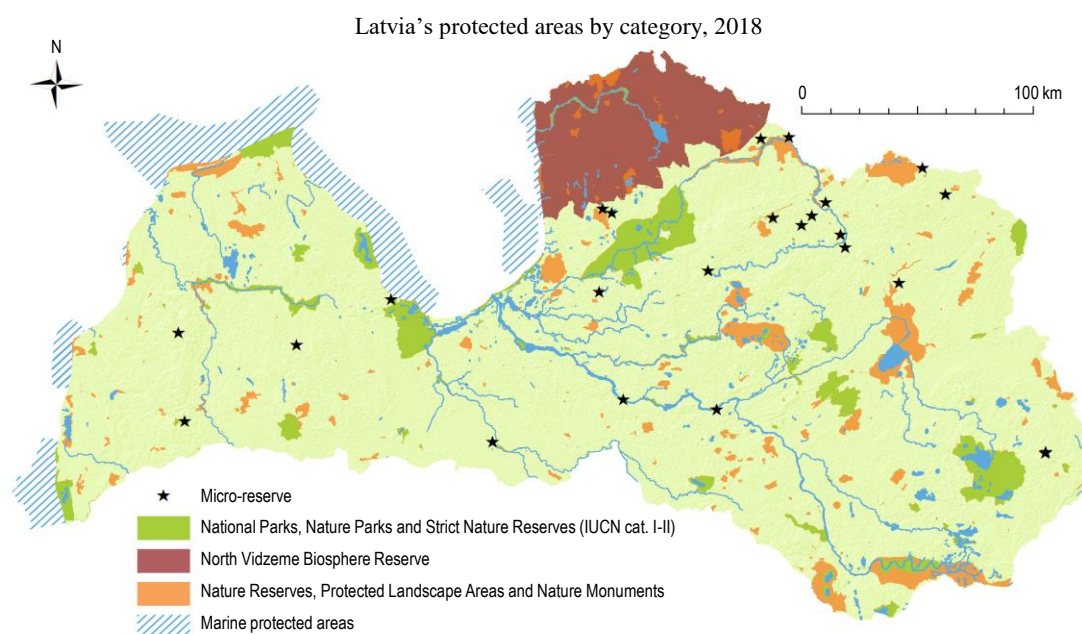 Latvia’s protected areas by category, 2018
N
0 100 km
Micro-reserve
National Parks, Nature Parks and Strict Nature Reserves (IUCN cat. I-II)
North Vidzeme Biosphere Reserve
Nature Reserves, Protected Landscape Areas and Nature Monuments
Marine protected areas